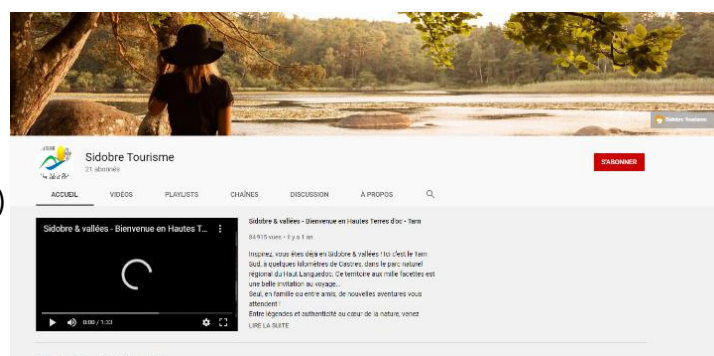 )
Sidobre Tourisme
Sidobre Tourisme
21 abonnés
S'ABONNER
ACCUEIL VIDÉOS PLAYLISTS CHAÎNES DISCUSSION À PROPOS
Sidobre & vallées - Bienvenue en Hautes T...
0:00 / 1:33
Sidobre & vallées - Bienvenue en Hautes Terres d'oc - Tarn
84 915 vues • il y a 1 an
Inspirez, vous êtes déjà en Sidobre & vallées ! Ici c'est le Tarn
Sud, à quelques kilomètres de Castres, dans le parc naturel
régional du Haut Languedoc. Ce territoire aux mille facettes est
une belle invitation au voyage...
Seul, en famille ou entre amis, de nouvelles aventures vous
attendent !
Entre légendes et authenticité au cœur de la nature, venez
LIRE LA SUITE